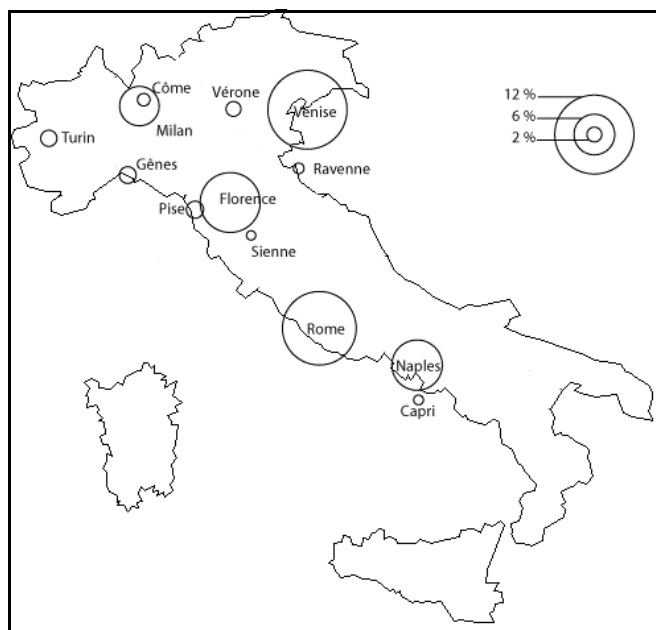 Côme
Milan
Turin
Vérone
Venise
Gênes
Ravenne
Pise
Florence
Sienne
Rome
Naples
Capri
12 %
6 %
2 %